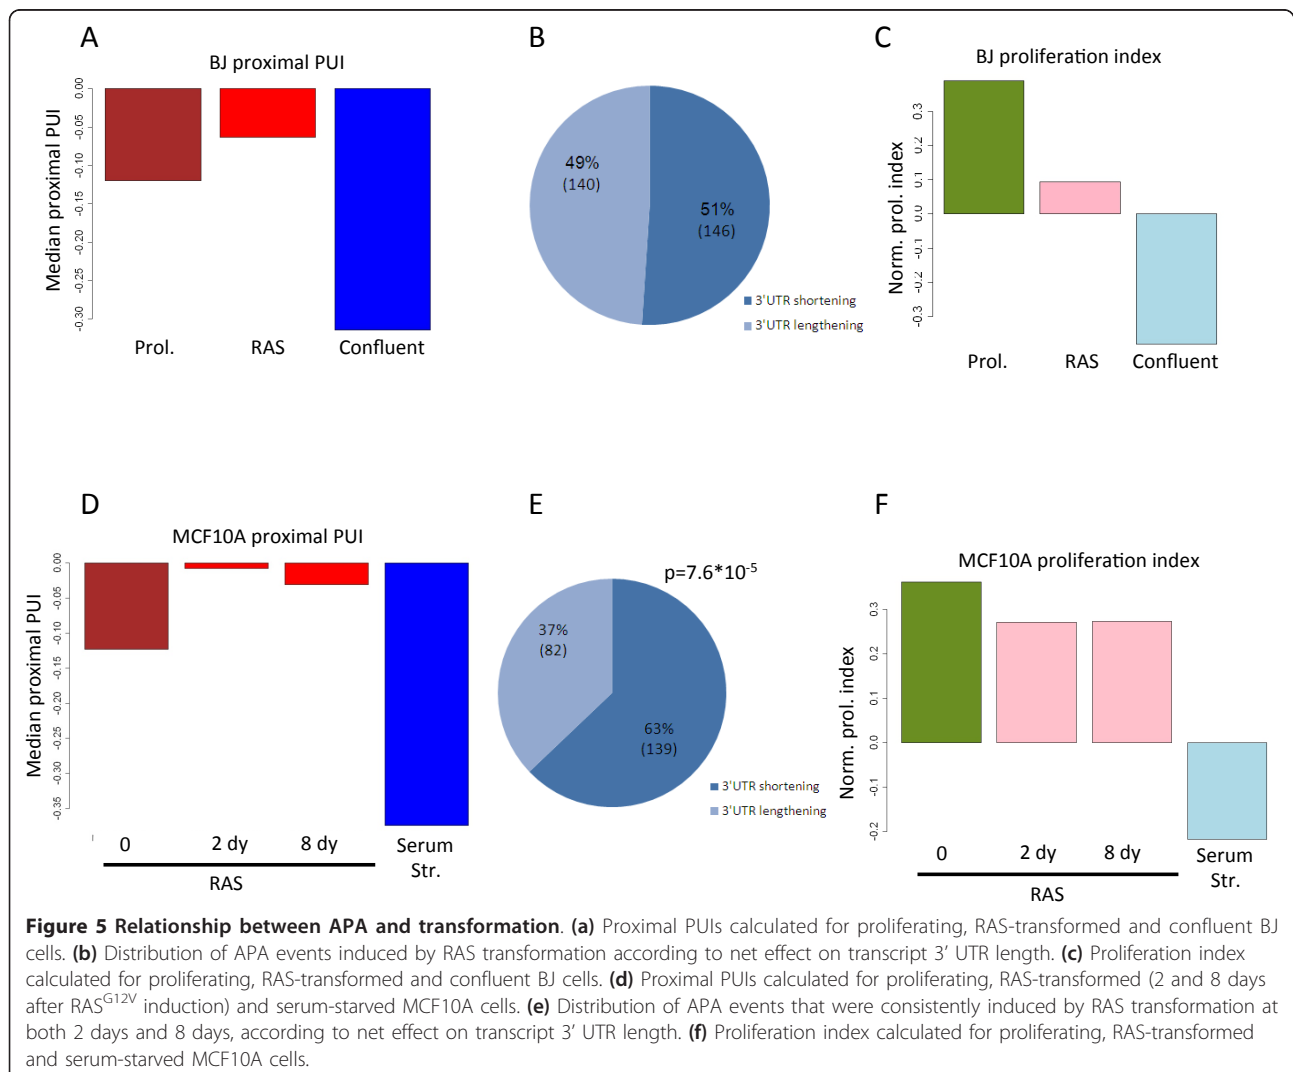 A
BJ proximal PUI
Median proximal PUI
0.00
-0.05
-0.10
-0.15
-0.20
-0.25
-0.30
Prol.
RAS
Confluent
B
49%
(140)
51%
(146)
3'UTR shortening
3'UTR lengthening
C
BJ proliferation index
Norm. prol. index
0.3
0.2
0.1
0.0
-0.1
-0.2
-0.3
Prol.
RAS
Confluent
D
MCF10A proximal PUI
Median proximal PUI
0.00
-0.05
-0.10
-0.15
-0.20
-0.25
-0.30
-0.35
0
2 dy
8 dy
Serum
Str.
RAS
E
p=7.6*10-5
37%
(82)
63%
(139)
3'UTR shortening
3'UTR lengthening
F
MCF10A proliferation index
Norm. prol. index
0.3
0.2
0.1
0.0
-0.1
-0.2
0
2 dy
8 dy
Serum
Str.
RAS
Figure 5 Relationship between APA and transformation. (a) Proximal PUIs calculated for proliferating, RAS-transformed and confluent BJ
cells. (b) Distribution of APA events induced by RAS transformation according to net effect on transcript 3' UTR length. (c) Proliferation index
calculated for proliferating, RAS-transformed and confluent BJ cells. (d) Proximal PUIs calculated for proliferating, RAS-transformed (2 and 8 days
after RASG12V induction) and serum-starved MCF10A cells. (e) Distribution of APA events that were consistently induced by RAS transformation at
both 2 days and 8 days, according to net effect on transcript 3' UTR length. (f) Proliferation index calculated for proliferating, RAS-transformed
and serum-starved MCF10A cells.